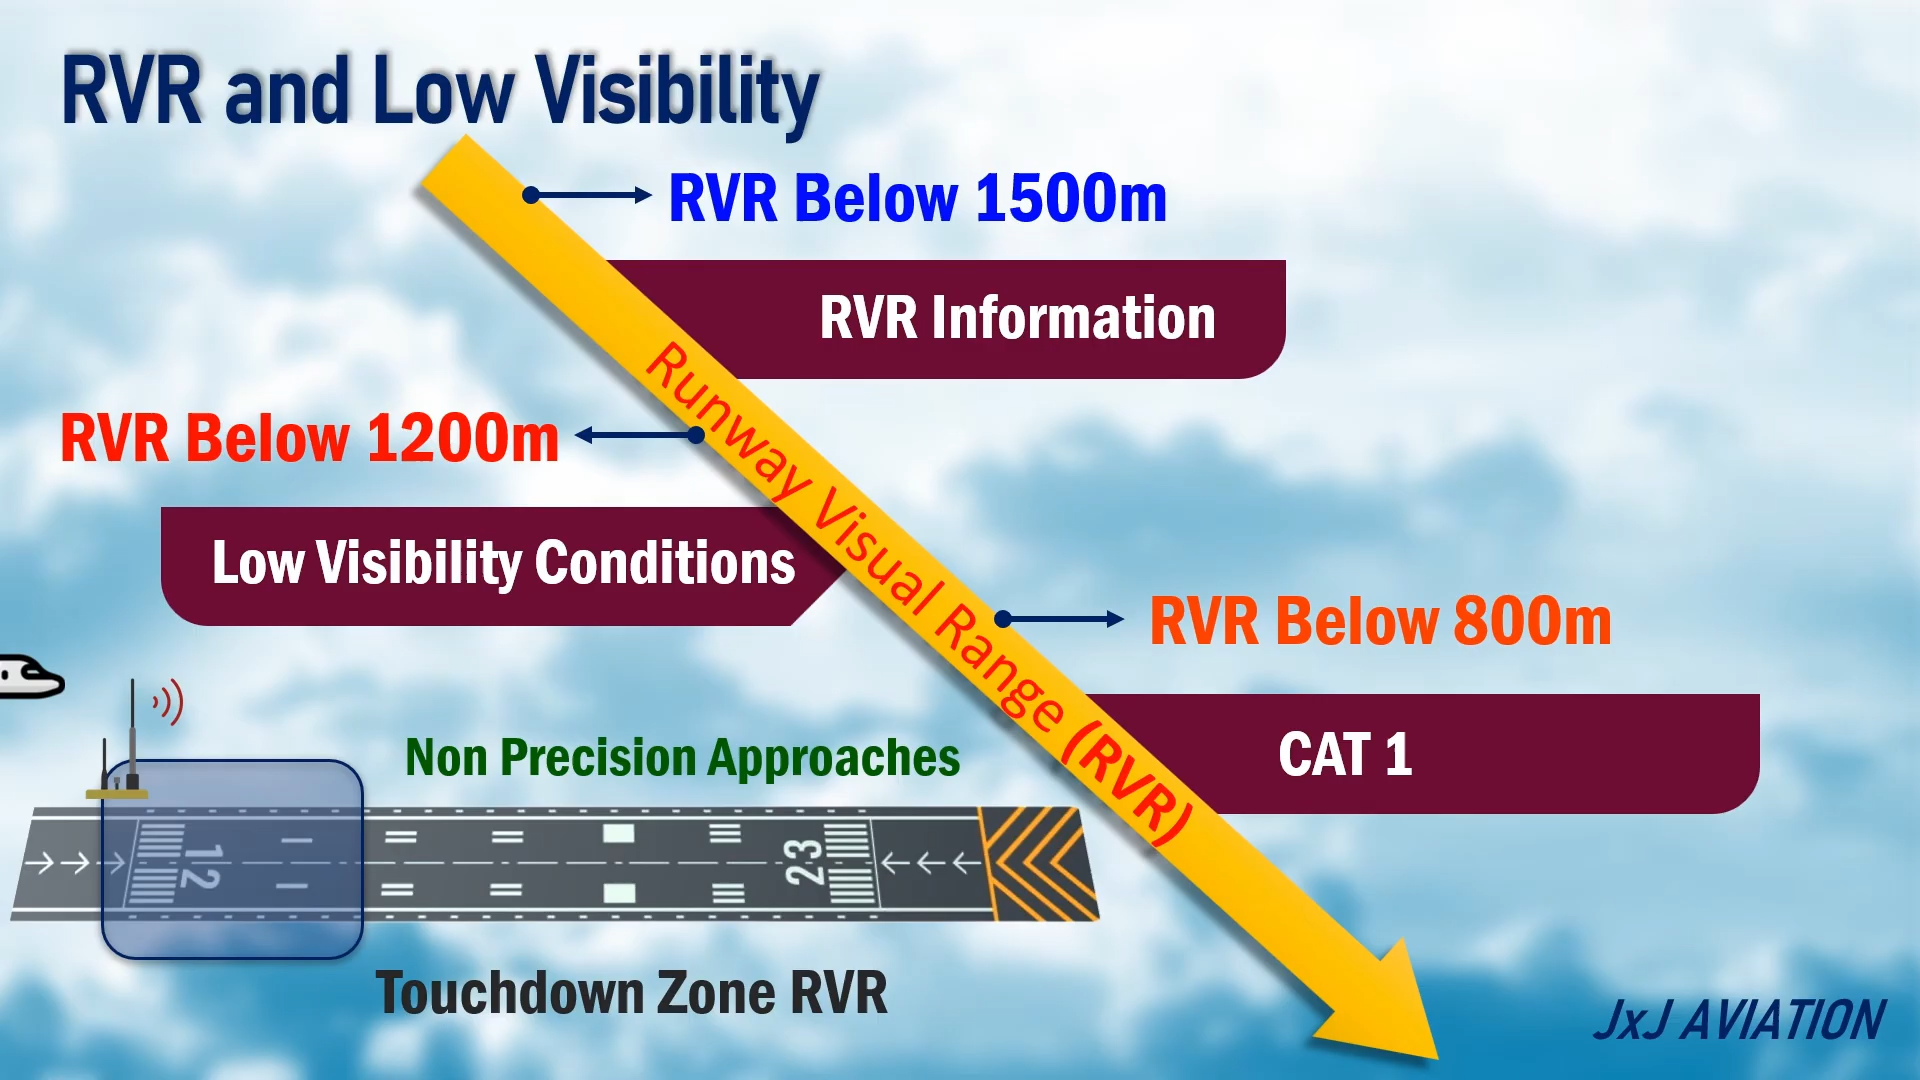 RVR and Low Visibility
RVR Below 1500m
RVR Information
Runway Visual Range (RVR)
RVR Below 1200m
Low Visibility Conditions
RVR Below 800m
CAT 1
Non Precision Approaches
12
23
Touchdown Zone RVR
JxJ AVIATION